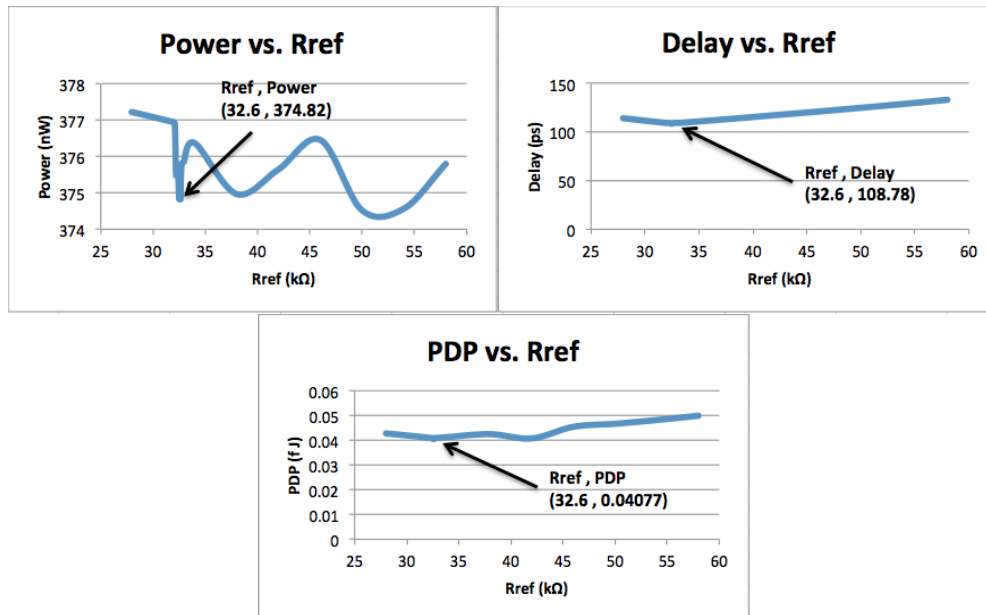 Power vs. Rref
Rref , Power
(32.6 , 374.82)
Power (nW)
378
377
376
375
374
25 30 35 40 45 50 55 60
Rref (kΩ)
Delay vs. Rref
Delay (ps)
150
100
50
0
Rref , Delay
(32.6 , 108.78)
25 30 35 40 45 50 55 60
Rref (kΩ)
PDP vs. Rref
PDP (f J)
0.06
0.05
0.04
0.03
0.02
0.01
0
Rref , PDP
(32.6 , 0.04077)
25 30 35 40 45 50 55 60
Rref (kΩ)